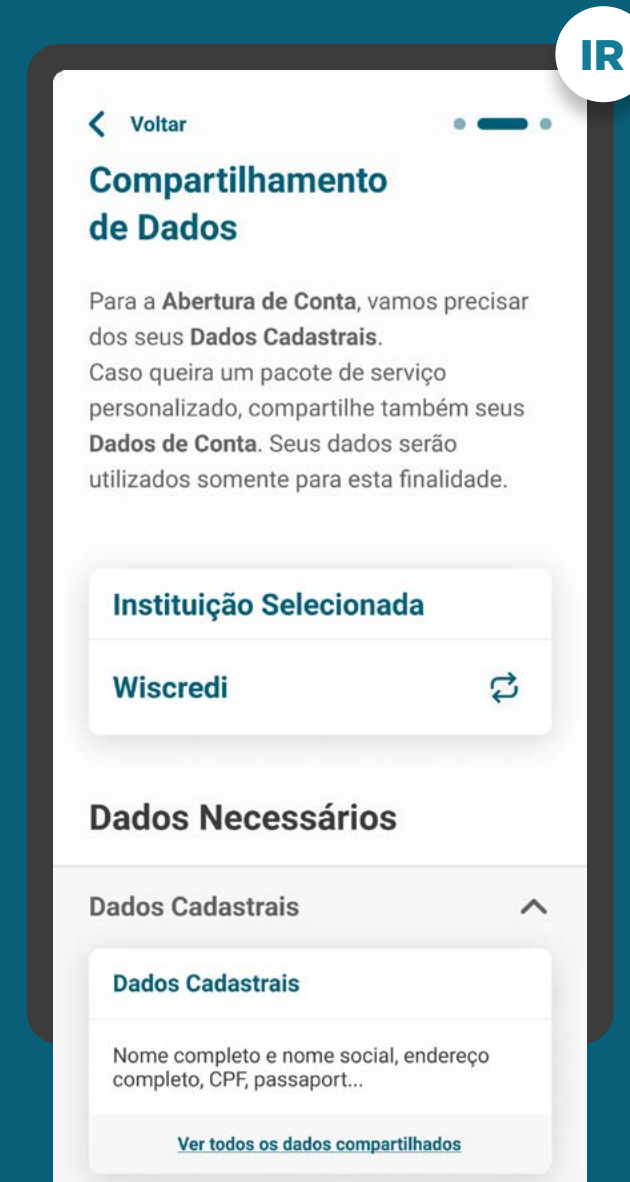 IR
Voltar
Compartilhamento
de Dados
Para a Abertura de Conta, vamos precisar
dos seus Dados Cadastrais.
Caso queira um pacote de serviço
personalizado, compartilhe também seus
Dados de Conta. Seus dados serão
utilizados somente para esta finalidade.
Instituição Selecionada
Wiscredi
Dados Necessários
Dados Cadastrais
Dados Cadastrais
Nome completo e nome social, endereço
completo, CPF, passaport...
Ver todos os dados compartilhados